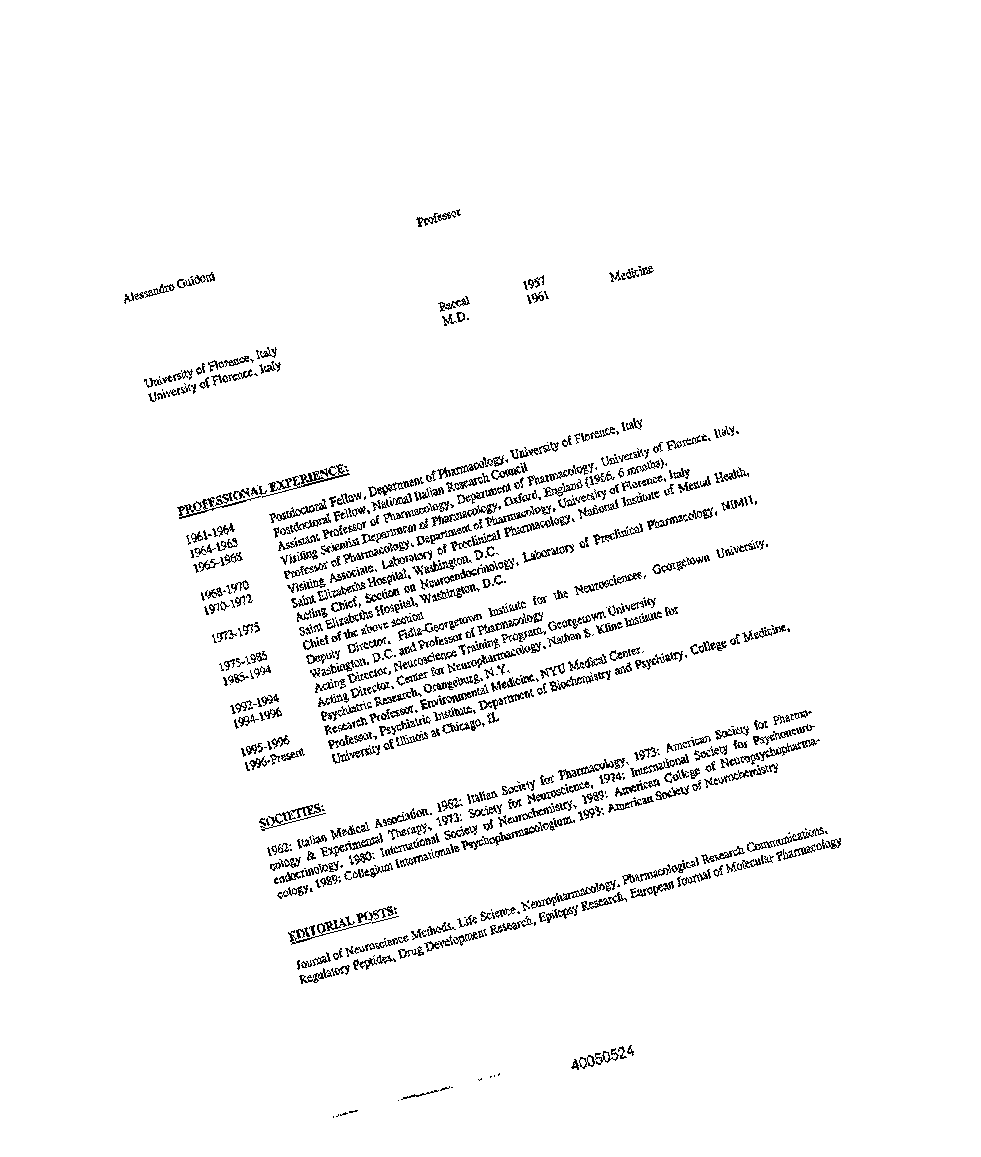 Professor
Alessandro Guidotti
Baccal 1957 Medicine
M.D. 1961
University of Florence, Italy
University of Florence, Italy
PROFESSIONAL EXPERIENCE:
1961-1964 Postdoctoral Fellow, Department of Pharmacology, University of Florence, Italy
1964-1965 Postdoctoral Fellow, National Italian Research Council
1965-1968 Assistant Professor of Pharmacology, Department of Pharmacology, University of Florence, Italy,
Visiting Scientist Department of Pharmacology, Oxford, England (1966, 6 months).
1968-1970 Professor of Pharmacology, Department of Pharmacology, University of Florence, Italy
1970-1972 Visiting Associate, Laboratory of Preclinical Pharmacology, National Institute of Mental Health,
Saint Elizabeths Hospital, Washington, D.C.
1973-1975 Acting Chief, Section on Neuroendocrinology, Laboratory of Preclinical Pharmacology, NIMH,
Saint Elizabeths Hospital, Washington, D.C.
1975-1985 Chief of the above section
1985-1994 Deputy Director, Fidia-Georgetown Institute for the Neurosciences, Georgetown University,
Washington, D.C. and Professor of Pharmacology
1992-1994 Acting Director, Neuroscience Training Program, Georgetown University
1994-1996 Acting Director, Center for Neuropharmacology, Nathan S. Kline Institute for
Psychiatric Research, Orangeburg, N.Y.
1995-1996 Research Professor, Environmental Medicine, NYU Medical Center.
1996-Present Professor, Psychiatric Institute, Department of Biochemistry and Psychiatry, College of Medicine,
University of Illinois at Chicago, IL
SOCIETIES:
1962: Italian Medical Association, 1962: Italian Society for Pharmacology, 1973: American Society for Pharma-
cology & Experimental Therapy, 1973: Society for Neuroscience, 1974: International Society for Psychoneuro-
endocrinology, 1980: International Society of Neurochemistry, 1989: American College of Neuropsychopharma-
cology, 1989: Collegium Internationale Psychopharmacologium, 1993: American Society of Neurochemistry
EDITORIAL POSTS:
Journal of Neuroscience Methods, Life Science, Neuropharmacology, Pharmacological Research Communications,
Regulatory Peptides, Drug Development Research, Epilepsy Research, European Journal of Molecular Pharmacology
40050524